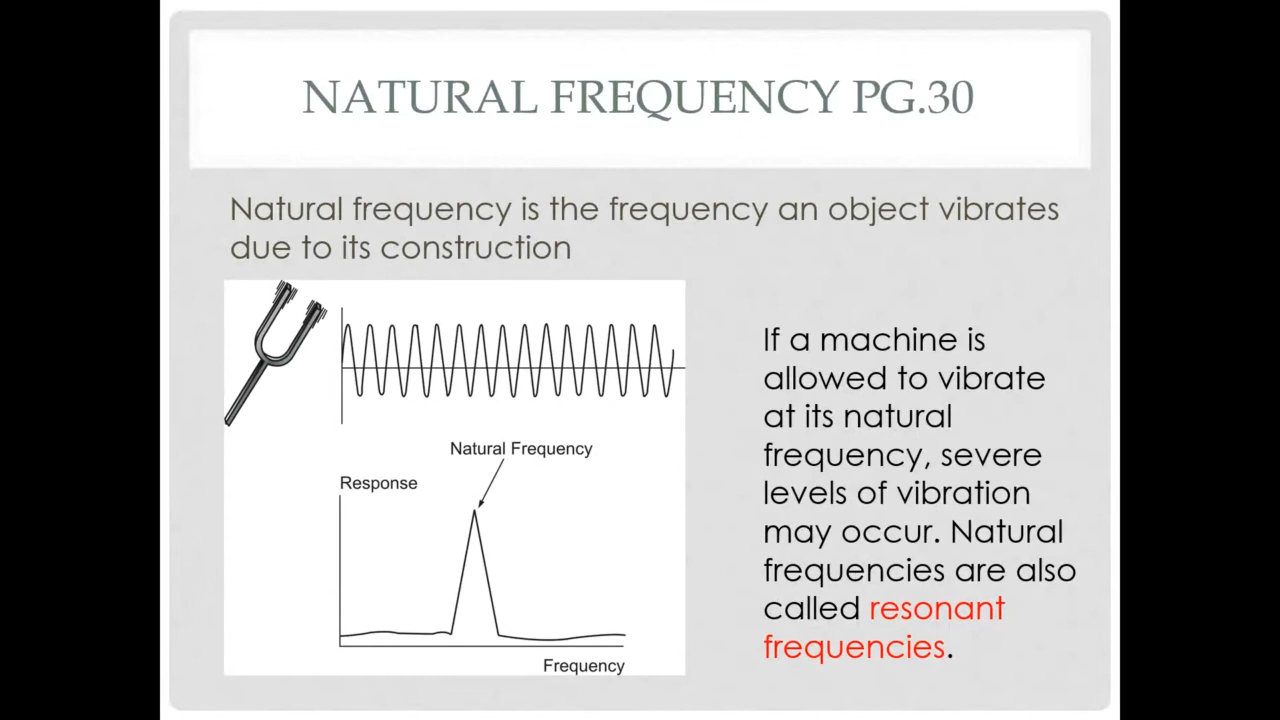 NATURAL FREQUENCY PG.30
Natural frequency is the frequency an object vibrates
due to its construction
Natural Frequency
Response
Frequency
If a machine is
allowed to vibrate
at its natural
frequency, severe
levels of vibration
may occur. Natural
frequencies are also
called resonant
frequencies.